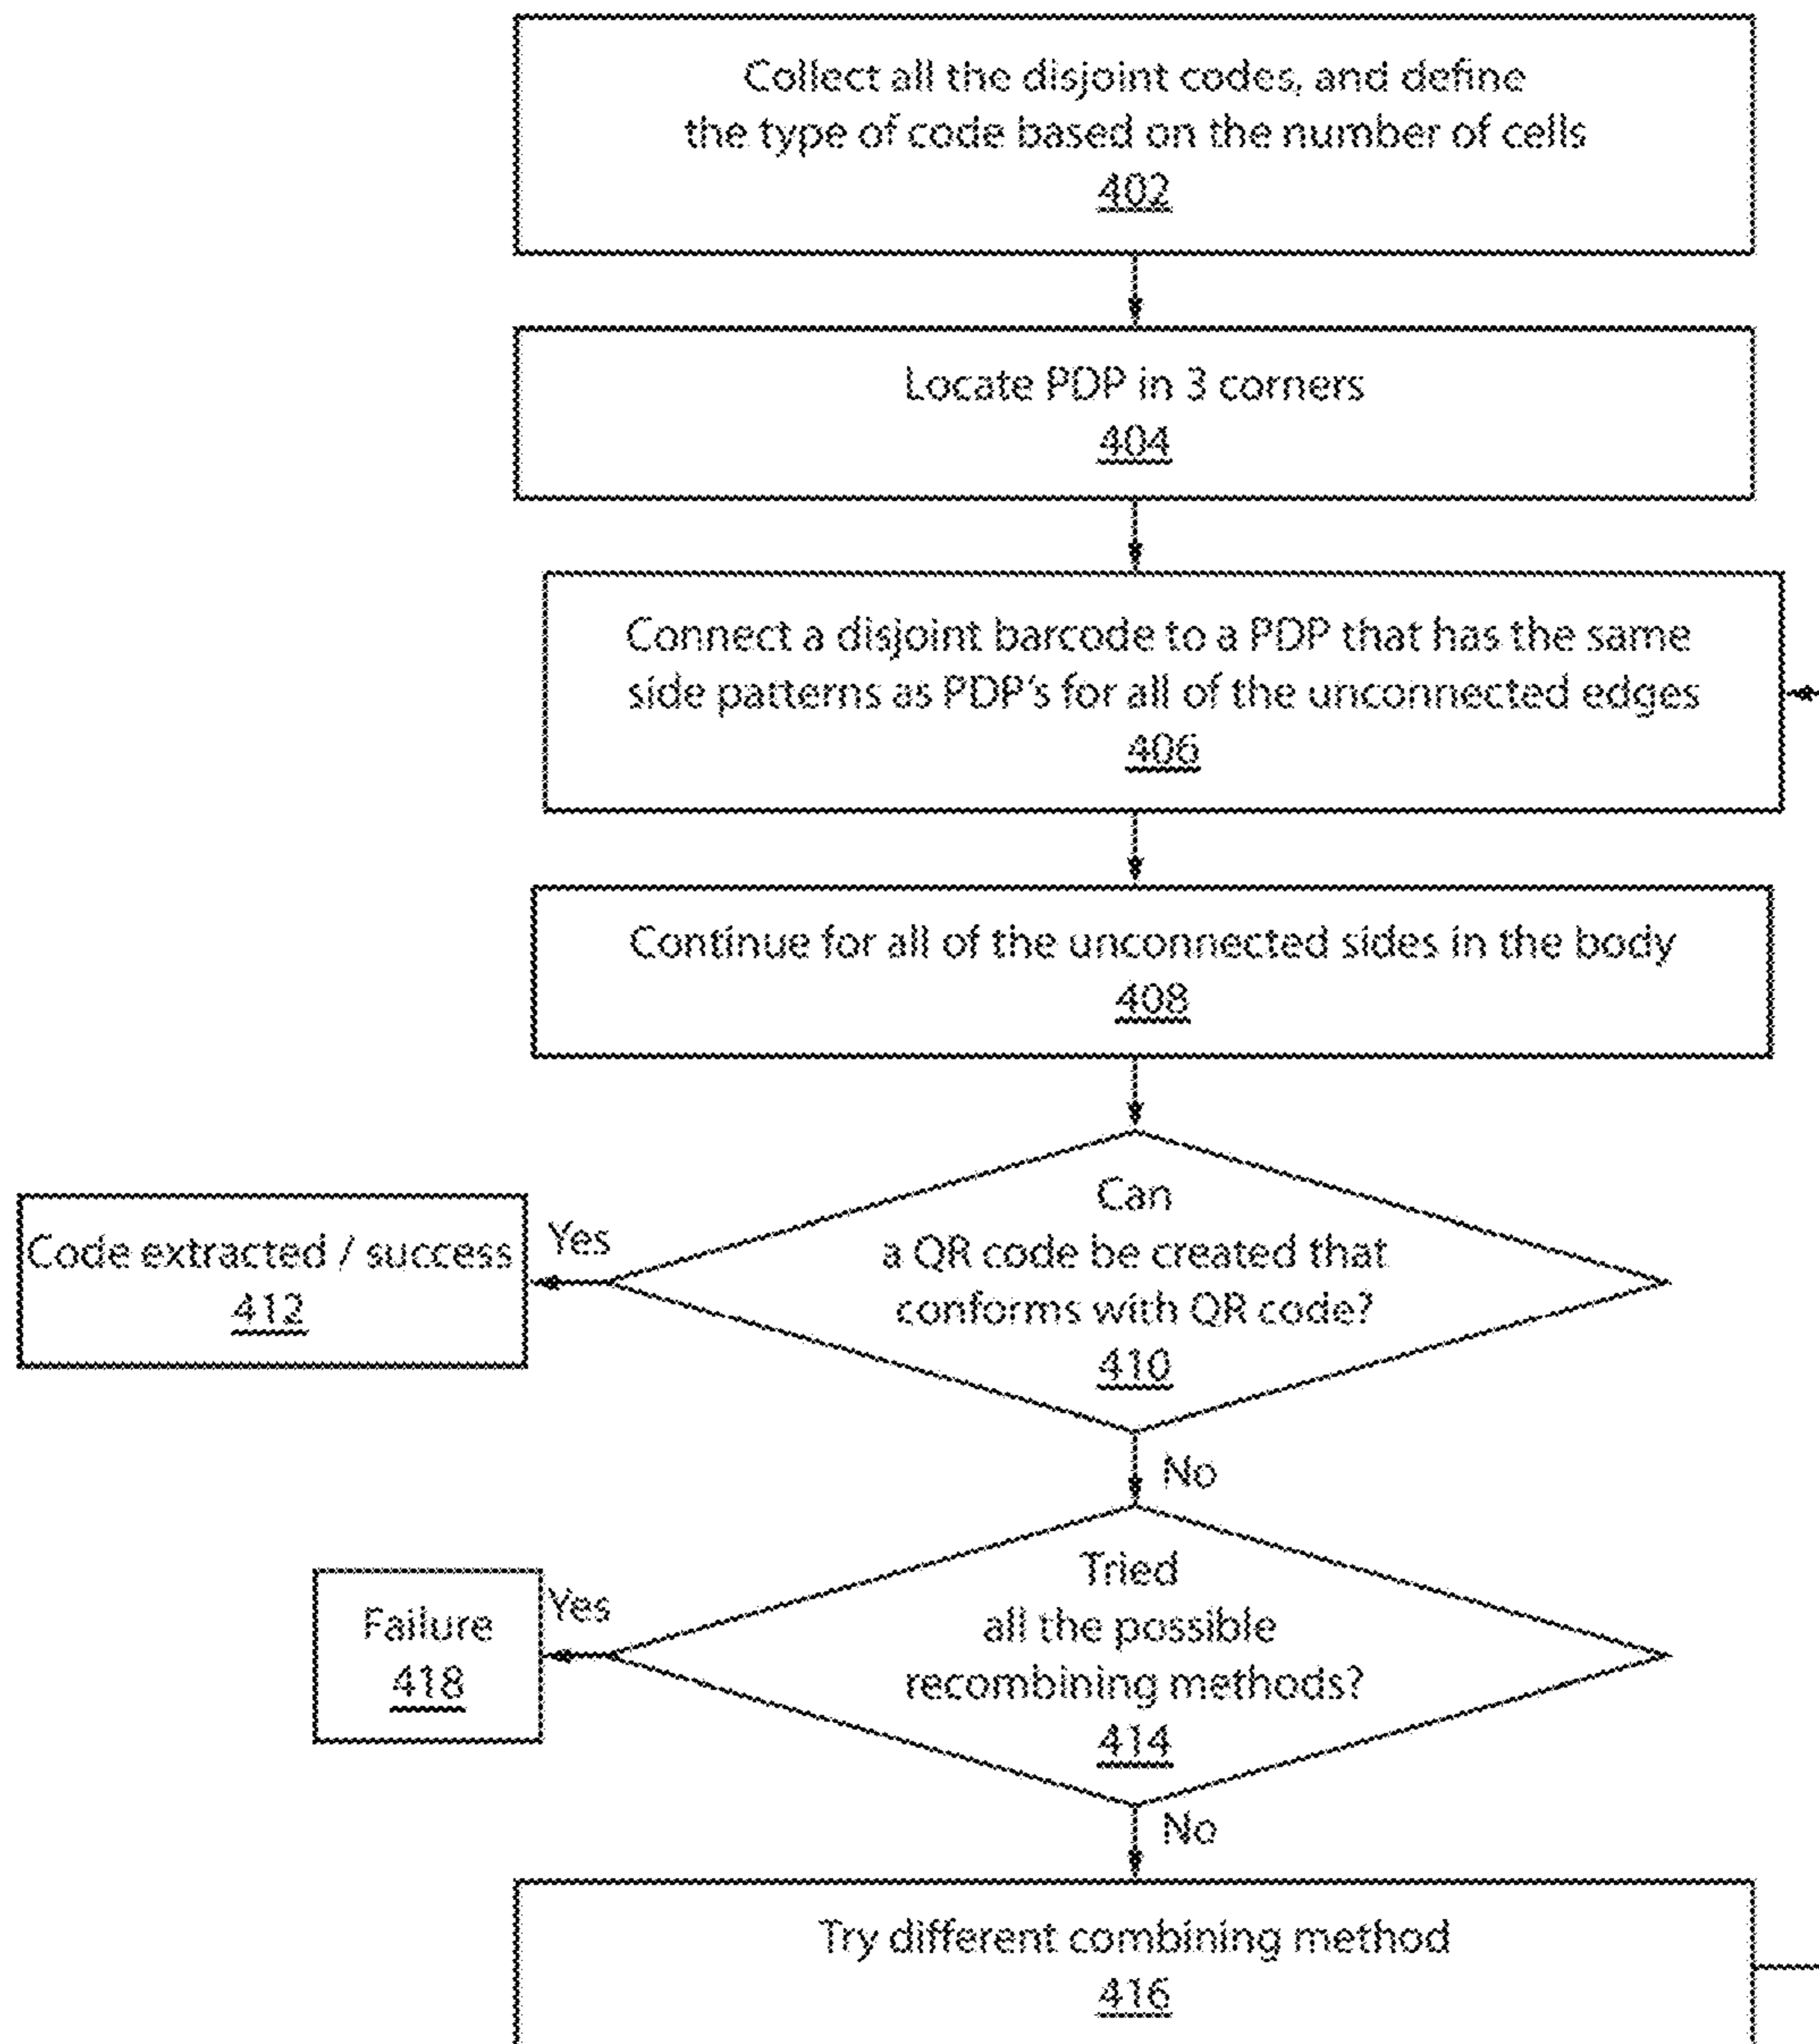 Collect all the disjoint codes, and define
the type of code based on the number of cells
402
Locate PDP in 3 corners
404
Connect a disjoint barcode to a PDP that has the same
side patterns as PDP's for all of the unconnected edges
406
Continue for all of the unconnected sides in the body
408
Can
a QR code be created that
conforms with QR code?
410
Yes
Code extracted / success
412
No
Tried
all the possible
recombining methods?
414
Yes
Failure
418
No
Try different combining method
416